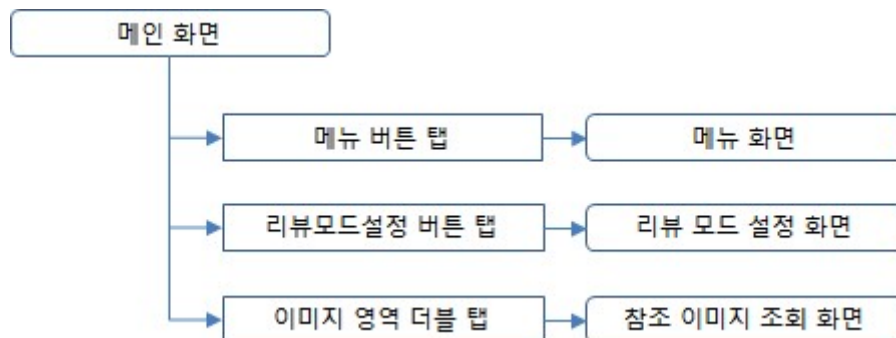 메인 화면
메뉴 버튼 탭
메뉴 화면
리뷰모드설정 버튼 탭
리뷰 모드 설정 화면
이미지 영역 더블 탭
참조 이미지 조회 화면